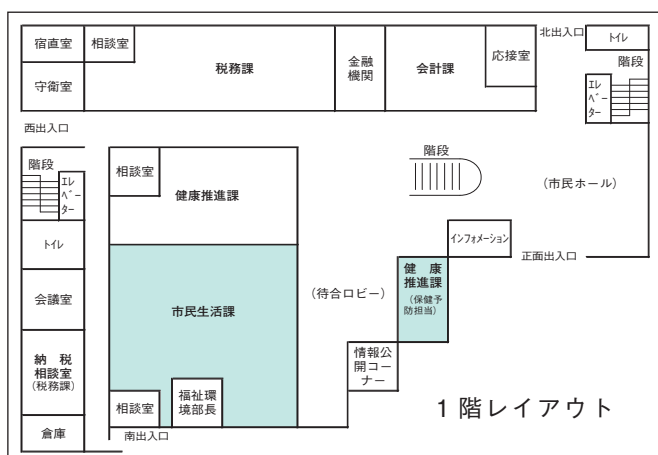 宿直室
相談室
守衛室
税務課
金融
機関
会計課
応接室
北出入口
トイレ
階段
エレ
ベー
ター
西出入口
階段
エレ
ベー
ター
トイレ
会議室
納税
相談室
(税務課)
倉庫
相談室
健康推進課
市民生活課
相談室
福祉環
境部長
南出入口
階段
(市民ホール)
インフォメーション
正面出入口
(待合ロビー)
健康
推進課
(保健予
防担当)
情報公
開コー
ナー
1階レイアウト